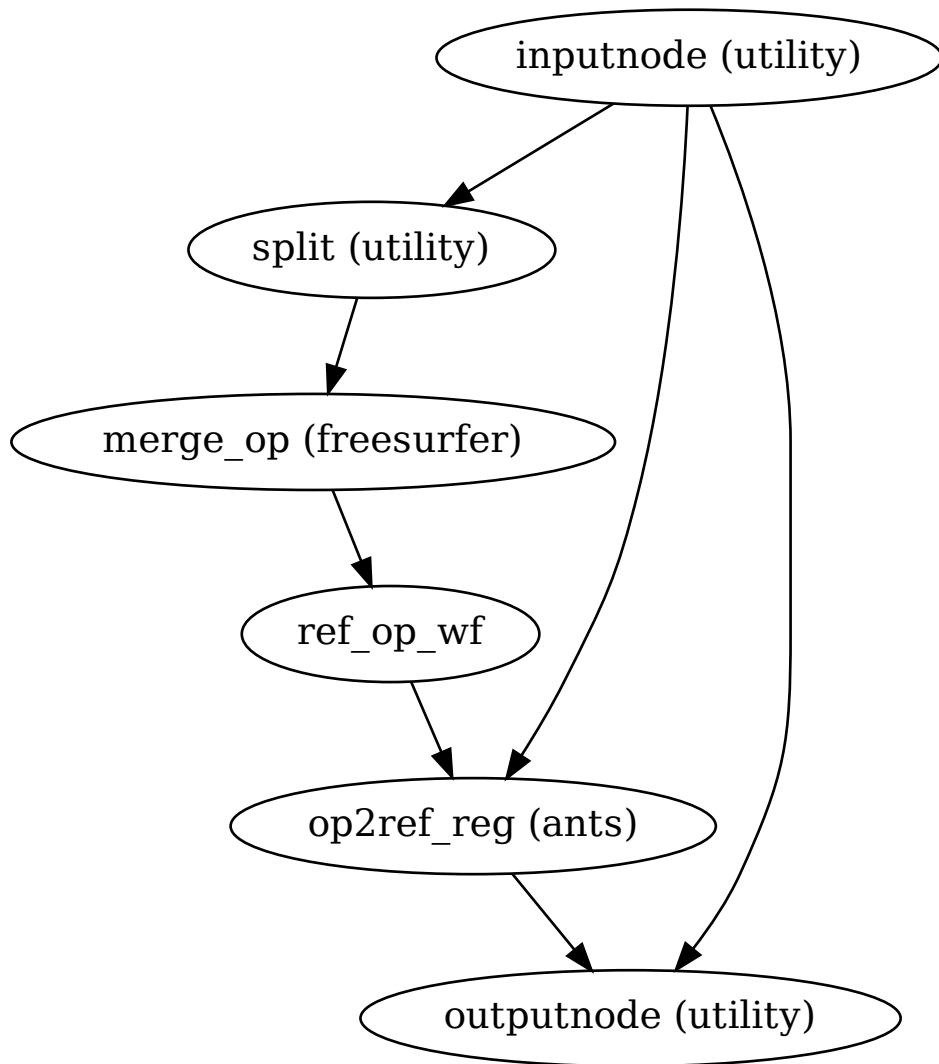 inputnode (utility)
split (utility)
merge_op (freesurfer)
ref_op_wf
op2ref_reg (ants)
outputnode (utility)